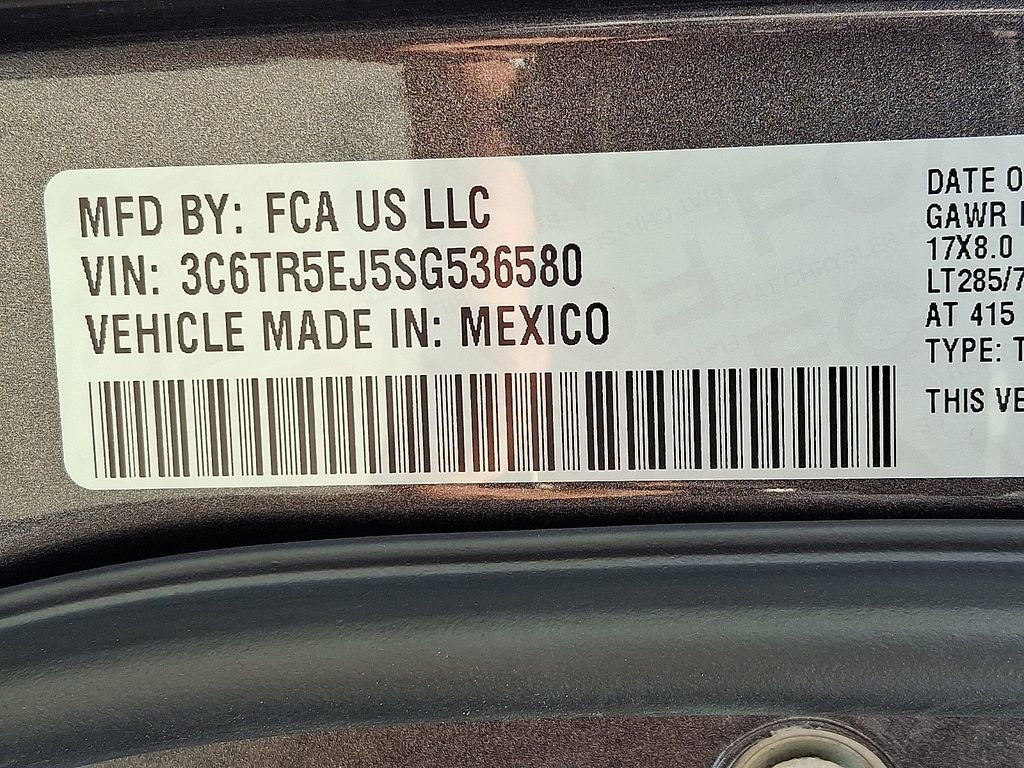 MFD BY: FCA US LLC
VIN: 3C6TR5EJ5SG536580
VEHICLE MADE IN: MEXICO
DATE O
GAWR
17X8.0
LT285/7
AT 415
TYPE: T
THIS VE